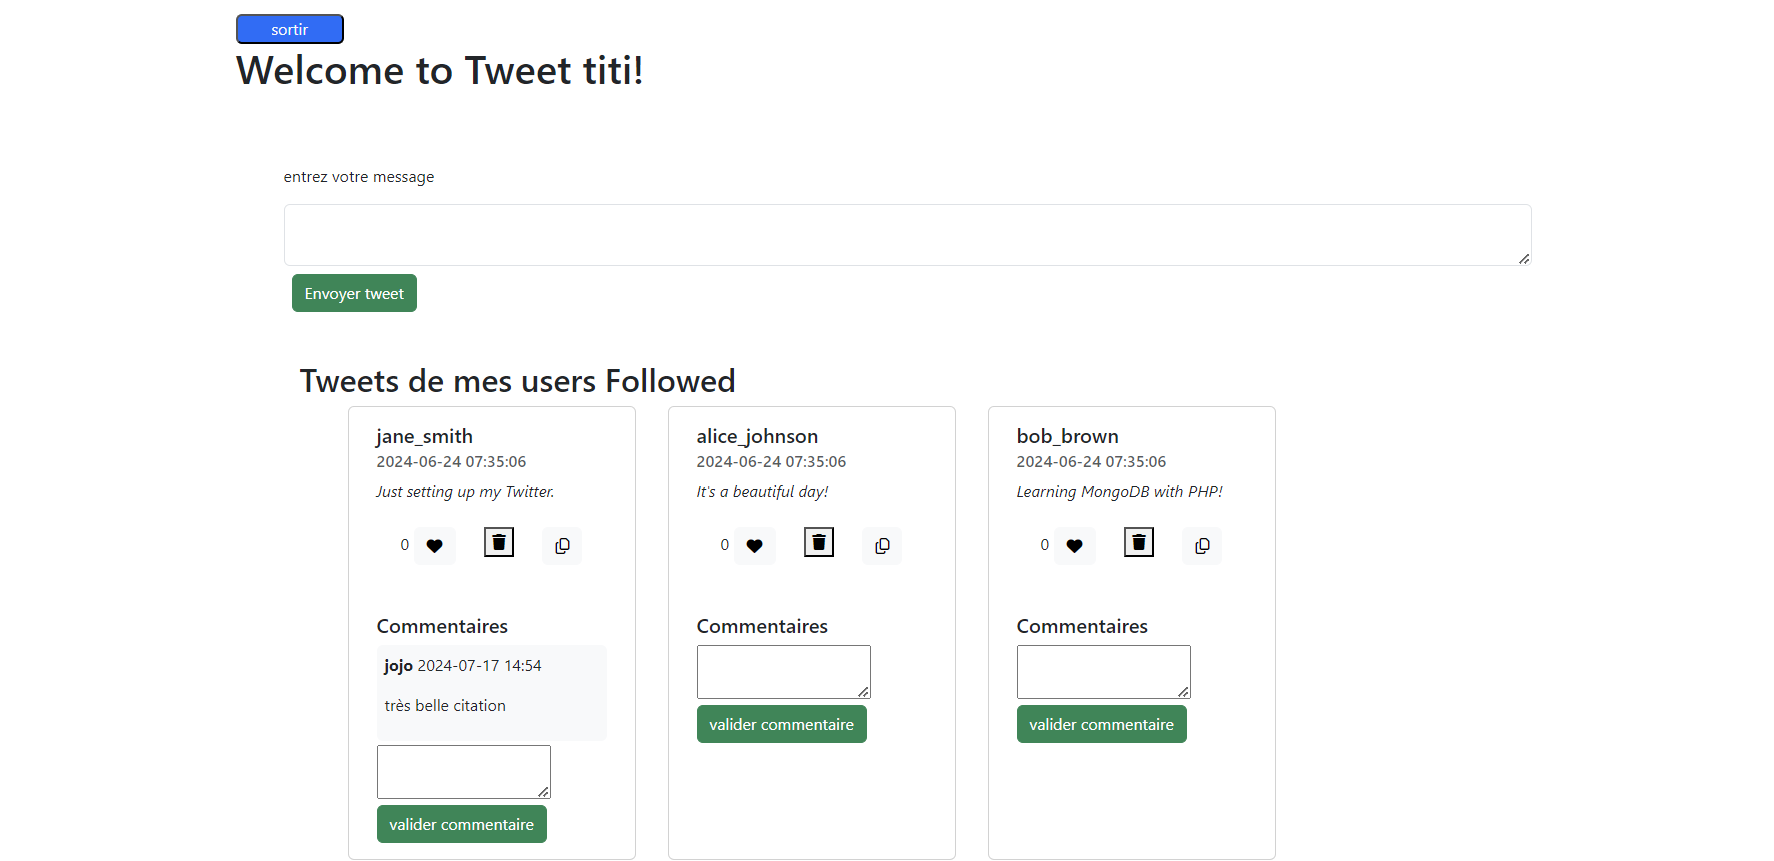 sortir
Welcome to Tweet titi!
entrez votre message
Envoyer tweet
Tweets de mes users Followed
jane_smith
2024-06-24 07:35:06
Just setting up my Twitter.
0
Commentaires
jojo 2024-07-17 14:54
très belle citation
valider commentaire
alice_johnson
2024-06-24 07:35:06
It's a beautiful day!
0
Commentaires
valider commentaire
bob_brown
2024-06-24 07:35:06
Learning MongoDB with PHP!
0
Commentaires
valider commentaire